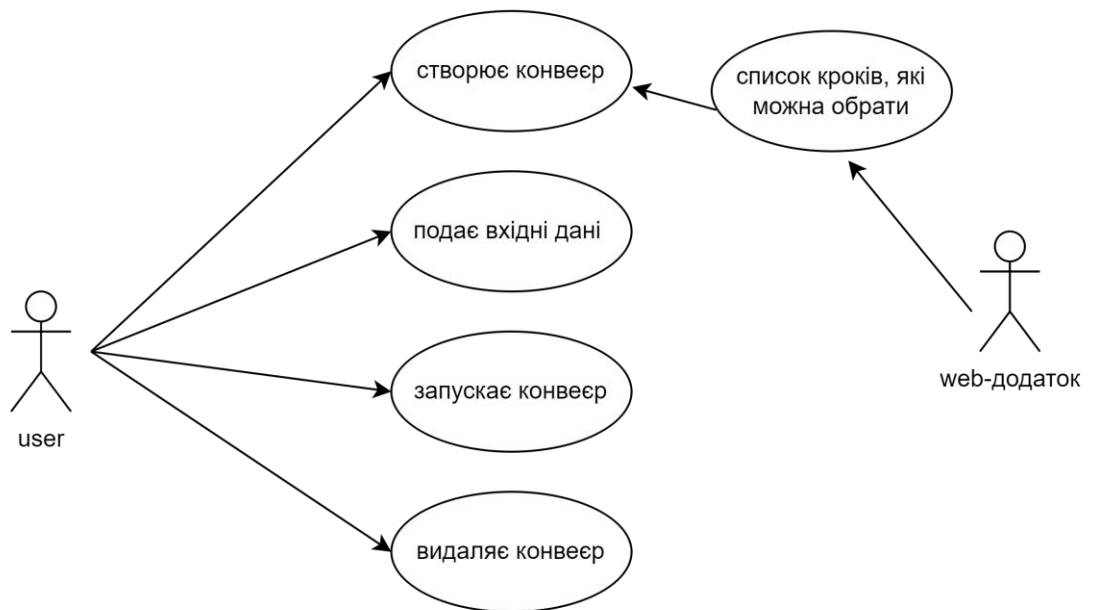 створює конвеєр
список кроків, які
можна обрати
подає вхідні дані
user
запускає конвеєр
web-додаток
видаляє конвеєр